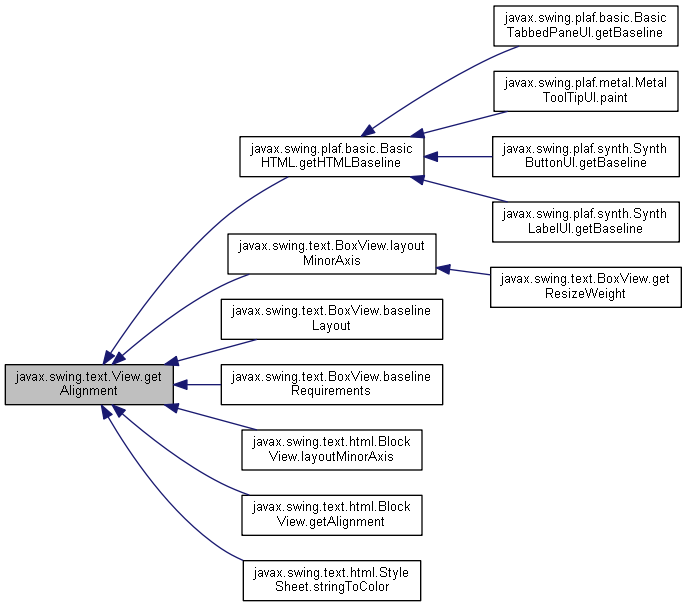 javax.swing.plaf.basic.Basic
TabbedPaneUI.getBaseline
javax.swing.plaf.metal.Metal
ToolTipUI.paint
javax.swing.plaf.basic.Basic
HTML.getHTMLBaseline
javax.swing.plaf.synth.Synth
ButtonUI.getBaseline
javax.swing.plaf.synth.Synth
LabelUI.getBaseline
javax.swing.text.BoxView.layout
MinorAxis
javax.swing.text.BoxView.get
ResizeWeight
javax.swing.text.BoxView.baseline
Layout
javax.swing.text.View.get
Alignment
javax.swing.text.BoxView.baseline
Requirements
javax.swing.text.html.Block
View.layoutMinorAxis
javax.swing.text.html.Block
View.getAlignment
javax.swing.text.html.Style
Sheet.stringToColor